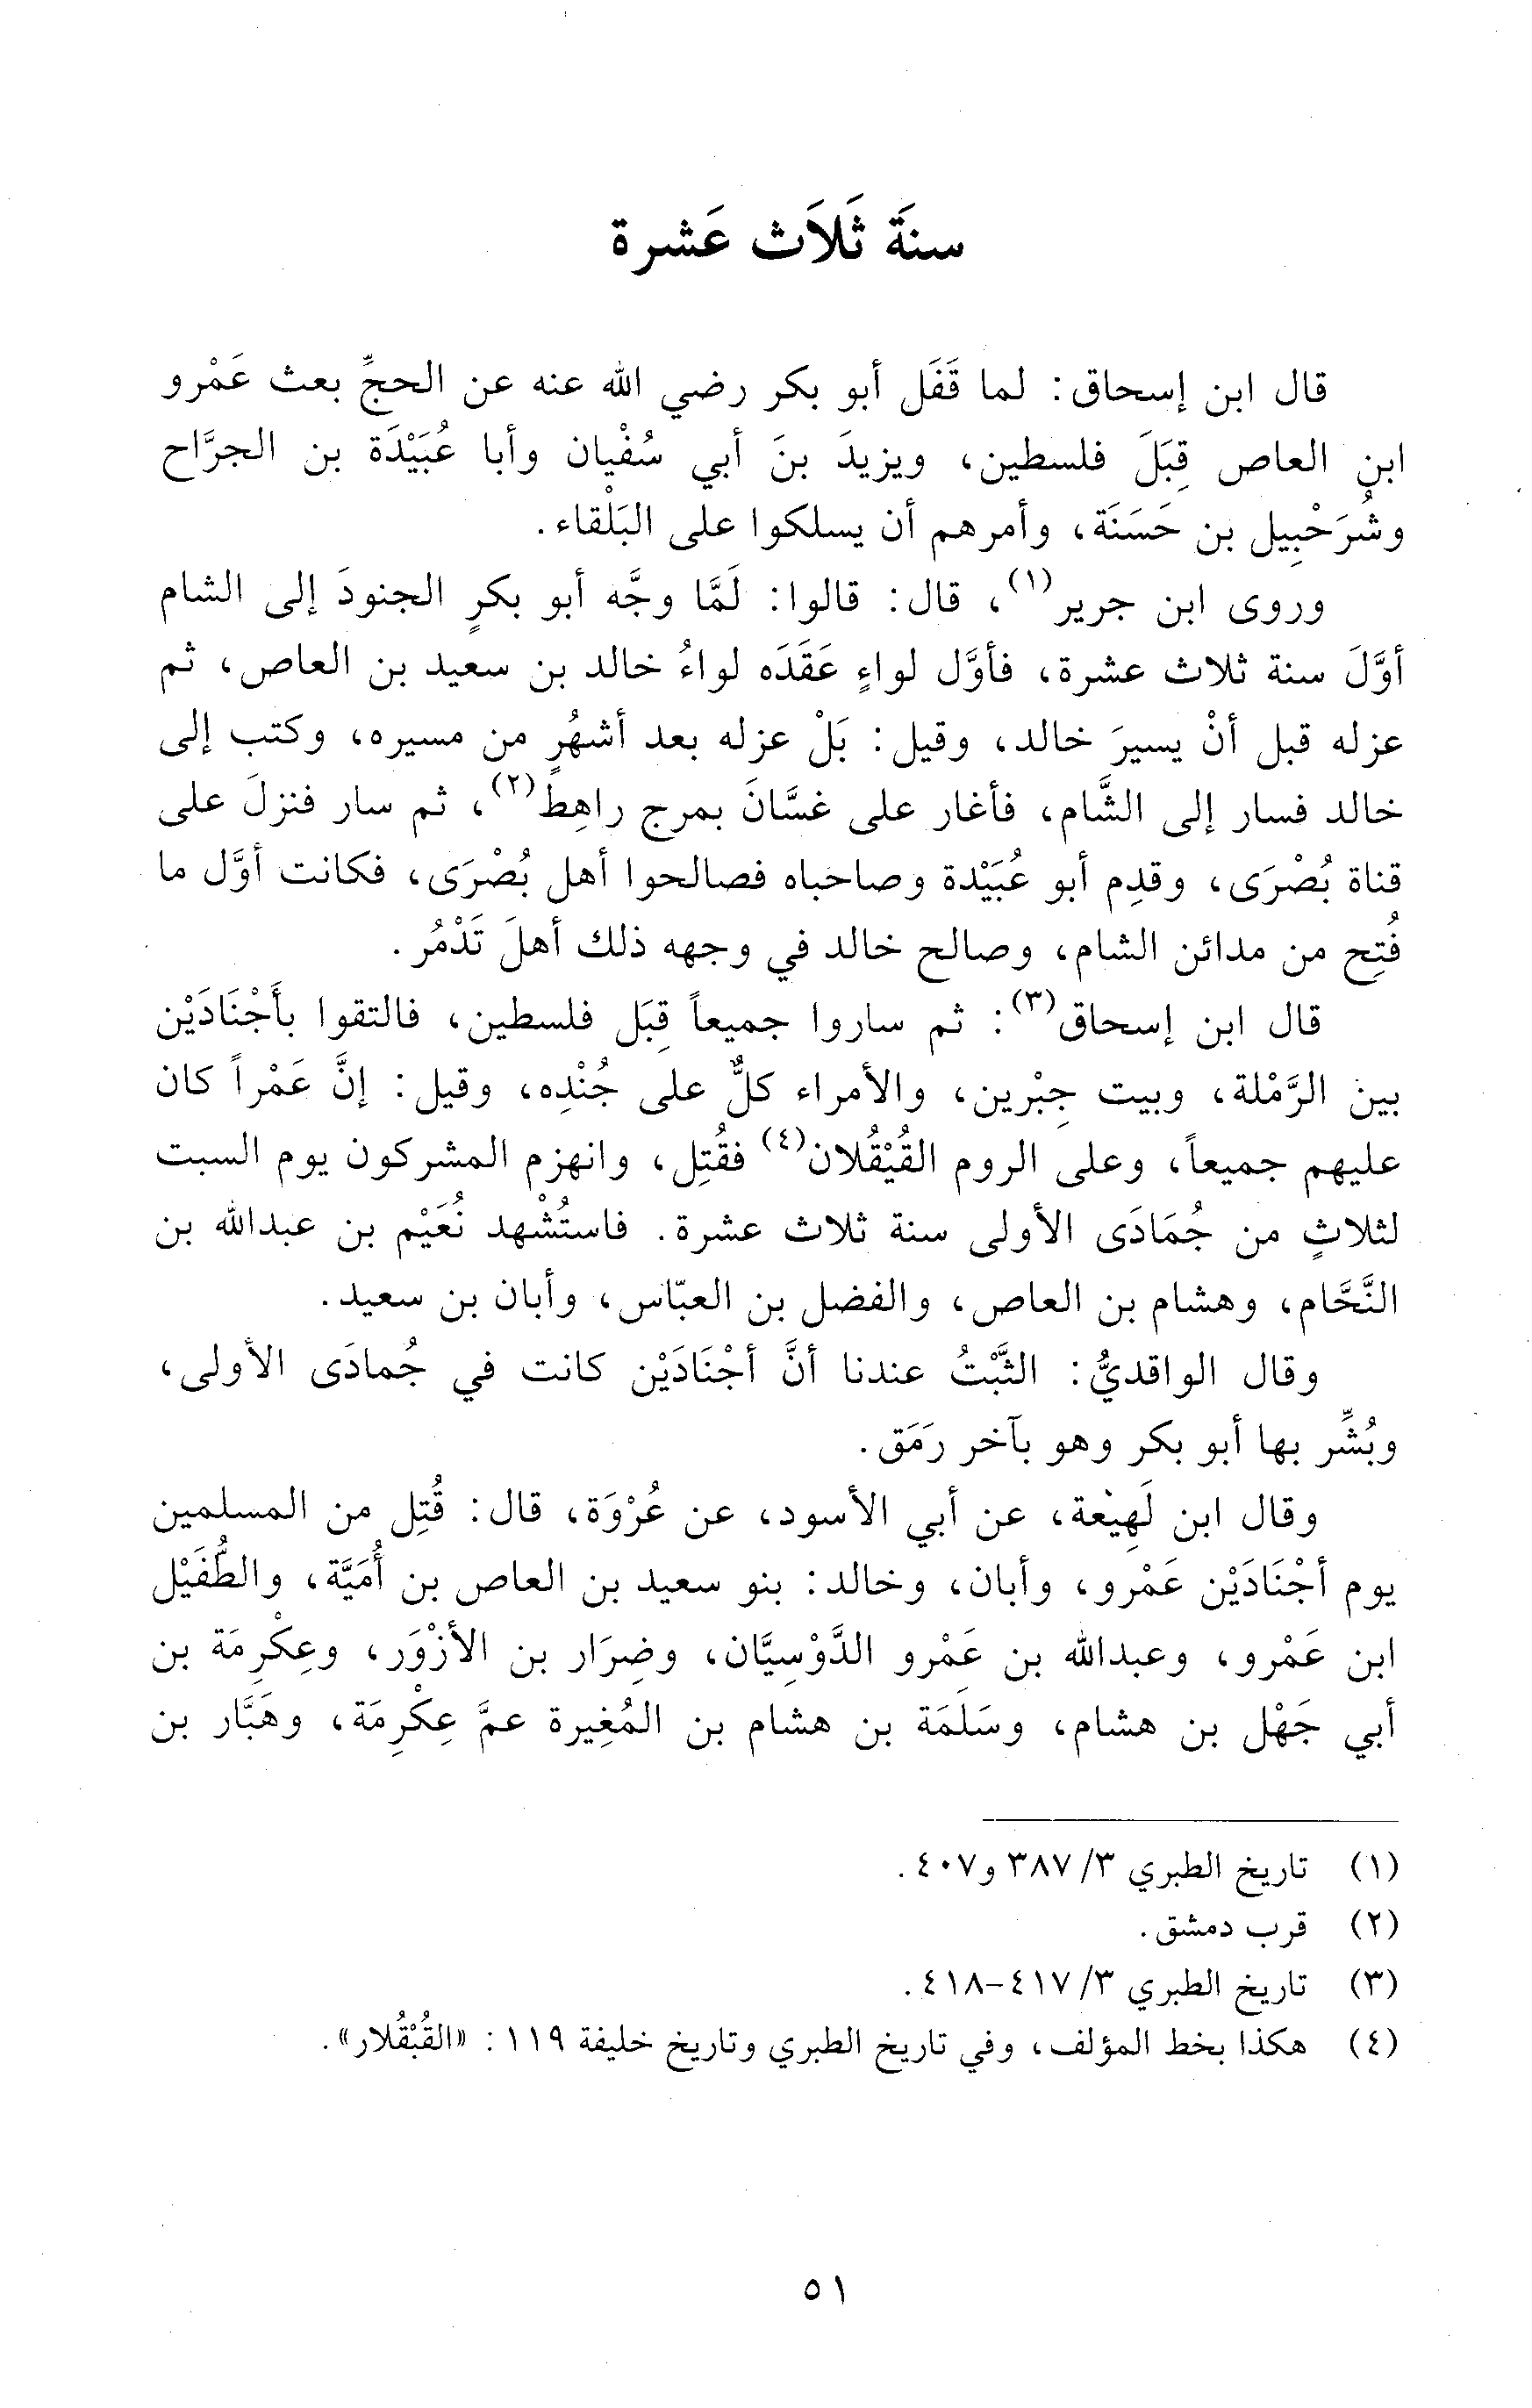 سنَة ثَلاَث عَشرة
قال ابن إسحاق: لما قَفَل أبو بكر رضي الله عنه عن الحجِّ بعث عَمْرو
ابن العاص قِبَلَ فلسطين، ويزيدَ بنَ أبي سُفْيان وأبا عُبَيْدَة بن الجرَّاح
وشُرَحْبِيل بن حَسَنَة، وأمرهم أن يسلكوا على البَلْقاء.
وروى ابن جرير(١)، قال: قالوا: لَمَّا وجَّه أبو بكرٍ الجنودَ إلى الشام
أوَّلَ سنة ثلاث عشرة، فأوَّل لواءٍ عَقَدَه لواءُ خالد بن سعيد بن العاص، ثم
عزله قبل أنْ يسيرَ خالد، وقيل: بَلْ عزله بعد أشهُرٍ من مسيره، وكتب إلى
خالد فسار إلى الشَّام، فأغار على غسَّانَ بمرج راهِط(٢)، ثم سار فنزلَ على
قناة بُصْرَى، وقدِم أبو عُبَيْدة وصاحباه فصالحوا أهل بُصْرَى، فكانت أوَّل ما
فُتِح من مدائن الشام، وصالح خالد في وجهه ذلك أهلَ تَدْمُر.
قال ابن إسحاق(٣): ثم ساروا جميعاً قِبَل فلسطين، فالتقوا بأَجْنَادَيْن
بين الرَّمْلة، وبيت جِبْرين، والأمراء كلٌّ على جُنْدِه، وقيل: إنَّ عَمْراً كان
عليهم جميعاً، وعلى الروم القُيْقُلان(٤) فقُتِل، وانهزم المشركون يوم السبت
لثلاثٍ من جُمَادَى الأولى سنة ثلاث عشرة. فاستُشْهد نُعَيْم بن عبدالله بن
النَّحَّام، وهشام بن العاص، والفضل بن العبّاس، وأبان بن سعيد.
وقال الواقديُّ: الثَّبْتُ عندنا أنَّ أجْنَادَيْن كانت في جُمادَى الأولى،
وبُشِّر بها أبو بكر وهو بآخر رَمَق.
وقال ابن لَهِيْعة، عن أبي الأسود، عن عُرْوَة، قال: قُتِل من المسلمين
يوم أجْنَادَيْن عَمْرو، وأبان، وخالد: بنو سعيد بن العاص بن أُمَيَّة، والطُّفَيْل
ابن عَمْرو، وعبدالله بن عَمْرو الدَّوْسِيَّان، وضِرَار بن الأزْوَر، وعِكْرِمَة بن
أبي جَهْل بن هشام، وسَلَمَة بن هشام بن المُغِيرة عمَّ عِكْرِمَة، وهَبَّار بن
(١) تاريخ الطبري ٣/ ٣٨٧ و٤٠٧.
(٢) قرب دمشق.
(٣) تاريخ الطبري ٣/ ٤١٧-٤١٨.
(٤) هكذا بخط المؤلف، وفي تاريخ الطبري وتاريخ خليفة ١١٩: «القُبْقُلار».
٥١